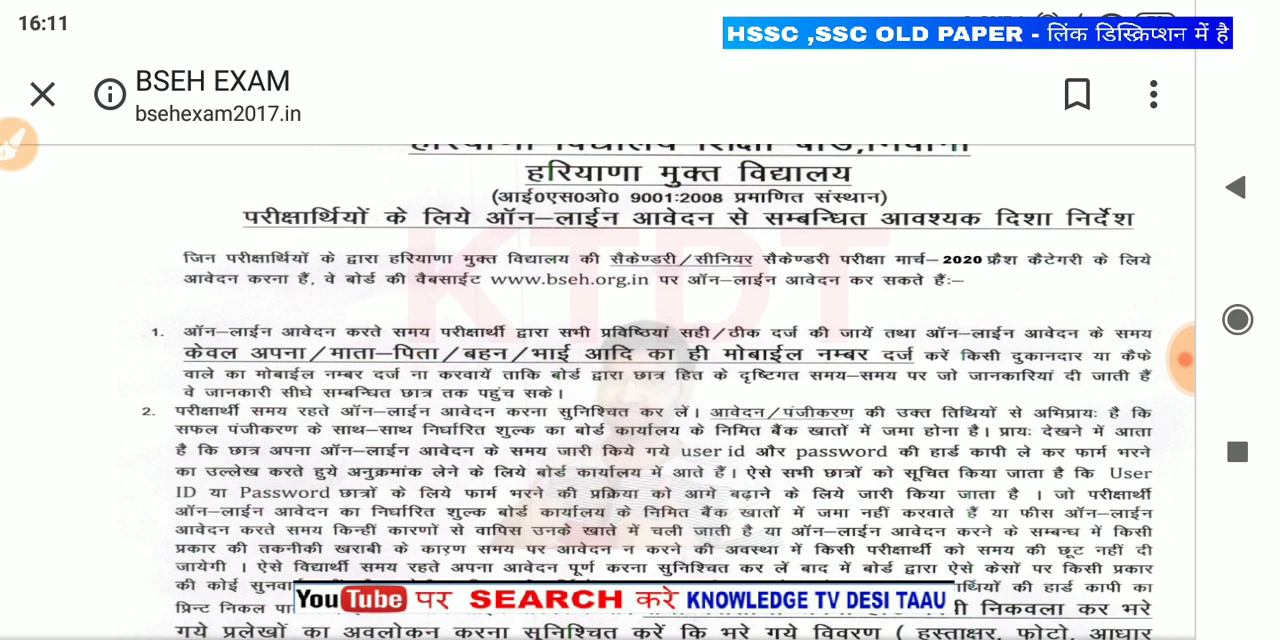 16:11
HSSC ,SSC OLD PAPER - लिंक डिस्क्रिप्शन में है
BSEH EXAM
bsehexam2017.in
हरियाणा मुक्त विद्यालय
(आई०एस०ओ० 9001:2008 प्रमाणित संस्थान)
परीक्षार्थियों के लिये ऑन–लाईन आवेदन से सम्बन्धित आवश्यक दिशा निर्देश
KTDT
जिन परीक्षार्थियों के द्वारा हरियाणा मुक्त विद्यालय की सैकेण्डरी/सीनियर सैकेण्डरी परीक्षा मार्च–2020 फ्रैश कैटेगरी के लिये
आवेदन करना हैं, वे बोर्ड की वैबसाईट www.bseh.org.in पर ऑन–लाईन आवेदन कर सकते हैंः–
1. ऑन–लाईन आवेदन करते समय परीक्षार्थी द्वारा सभी प्रविष्ठियां सही/ठीक दर्ज की जायें तथा ऑन–लाईन आवेदन के समय
केवल अपना/माता–पिता/बहन/भाई आदि का ही मोबाईल नम्बर दर्ज करें किसी दुकानदार या कैफे
वाले का मोबाईल नम्बर दर्ज ना करवायें ताकि बोर्ड द्वारा छात्र हित के दृष्टिगत समय–समय पर जो जानकारियां दी जाती हैं
वे जानकारी सीधे सम्बन्धित छात्र तक पहुंच सके।
2. परीक्षार्थी समय रहते ऑन–लाईन आवेदन करना सुनिश्चित कर लें। आवेदन/पंजीकरण की उक्त तिथियों से अभिप्रायः है कि
सफल पंजीकरण के साथ–साथ निर्धारित शुल्क का बोर्ड कार्यालय के निमित बैंक खातों में जमा होना है। प्रायः देखने में आता
है कि छात्र अपना ऑन–लाईन आवेदन के समय जारी किये गये user id और password की हार्ड कापी ले कर फार्म भरने
का उल्लेख करते हुये अनुक्रमांक लेने के लिये बोर्ड कार्यालय में आते हैं। ऐसे सभी छात्रों को सूचित किया जाता है कि User
ID या Password छात्रों के लिये फार्म भरने की प्रक्रिया को आगे बढ़ाने के लिये जारी किया जाता है । जो परीक्षार्थी
ऑन–लाईन आवेदन का निर्धारित शुल्क बोर्ड कार्यालय के निमित बैंक खातों में जमा नहीं करवाते हैं या फीस ऑन–लाईन
आवेदन करते समय किन्हीं कारणों से वापिस उनके खाते में चली जाती है या ऑन–लाईन आवेदन करने के सम्बन्ध में किसी
प्रकार की तकनीकी खराबी के कारण समय पर आवेदन न करने की अवस्था में किसी परीक्षार्थी को समय की छूट नहीं दी
जायेगी । ऐसे विद्यार्थी समय रहते अपना आवेदन पूर्ण करना सुनिश्चित कर लें बाद में बोर्ड द्वारा ऐसे केसों पर किसी प्रकार
की कोई सुनवा र्थियों की हार्ड कापी का
प्रिन्ट निकल निकवला कर भरे
YouTube पर SEARCH करे KNOWLEDGE TV DESI TAAU
गये प्रलेखों का अवलोकन करना सुनिश्चित करें कि भरे गये विवरण ( हस्ताक्षर, फोटो, आधार